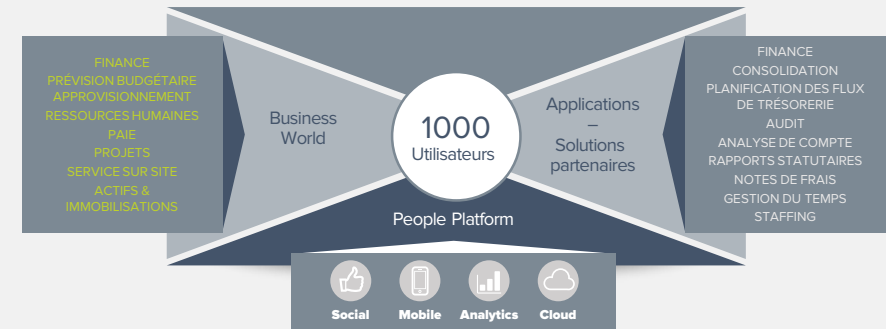 FINANCE
PRÉVISION BUDGÉTAIRE
APPROVISIONNEMENT
RESSOURCES HUMAINES
PAIE
PROJETS
SERVICE SUR SITE
ACTIFS &
IMMOBILISATIONS
Business
World
1000
Utilisateurs
Applications
–
Solutions
partenaires
FINANCE
CONSOLIDATION
PLANIFICATION DES FLUX
DE TRÉSORERIE
AUDIT
ANALYSE DE COMPTE
RAPPORTS STATUTAIRES
NOTES DE FRAIS
GESTION DU TEMPS
STAFFING
People Platform
Social
Mobile
Analytics
Cloud